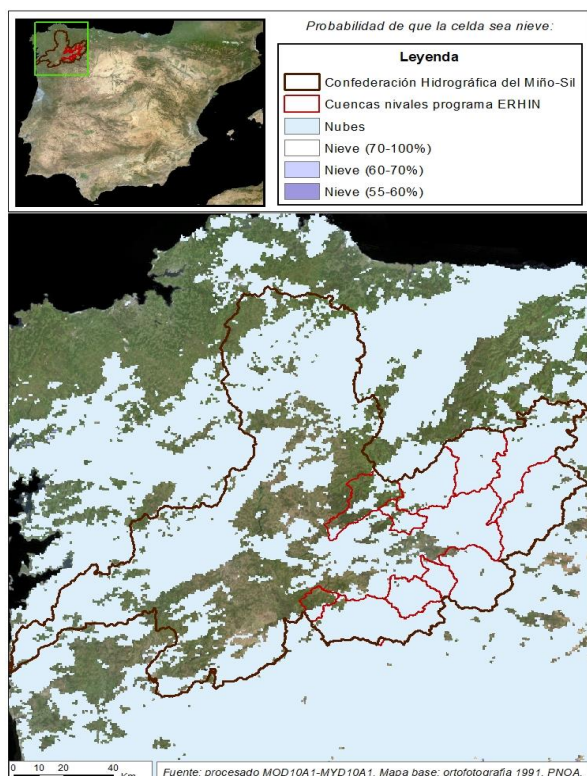 Probabilidad de que la celda sea nieve:
Leyenda
Confederación Hidrográfica del Miño-Sil
Cuencas nivales programa ERHIN
Nubes
Nieve (70-100%)
Nieve (60-70%)
Nieve (55-60%)
0 10 20 40
Km
Fuente: procesado MOD10A1-MYD10A1. Mapa base: ortofotografía 1991, PNOA